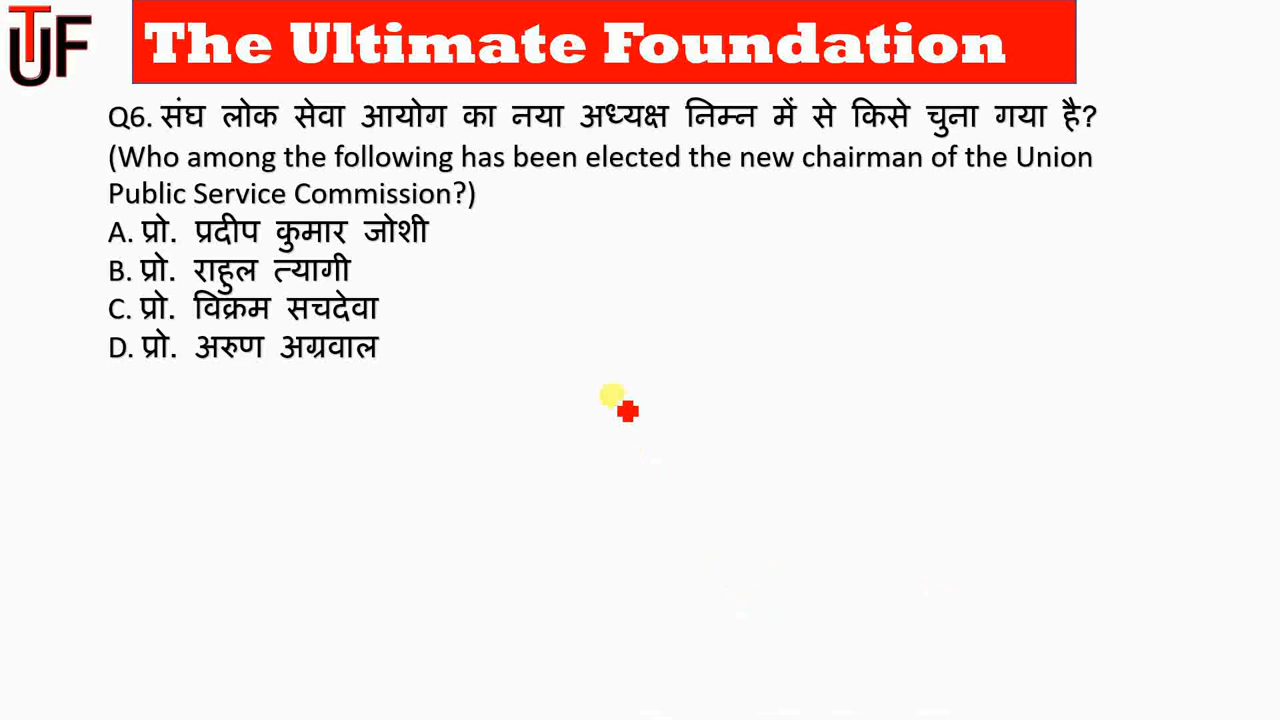 TUF
The Ultimate Foundation
Q6. संघ लोक सेवा आयोग का नया अध्यक्ष निम्न में से किसे चुना गया है?
(Who among the following has been elected the new chairman of the Union
Public Service Commission?)
A. प्रो. प्रदीप कुमार जोशी
B. प्रो. राहुल त्यागी
C. प्रो. विक्रम सचदेवा
D. प्रो. अरुण अग्रवाल